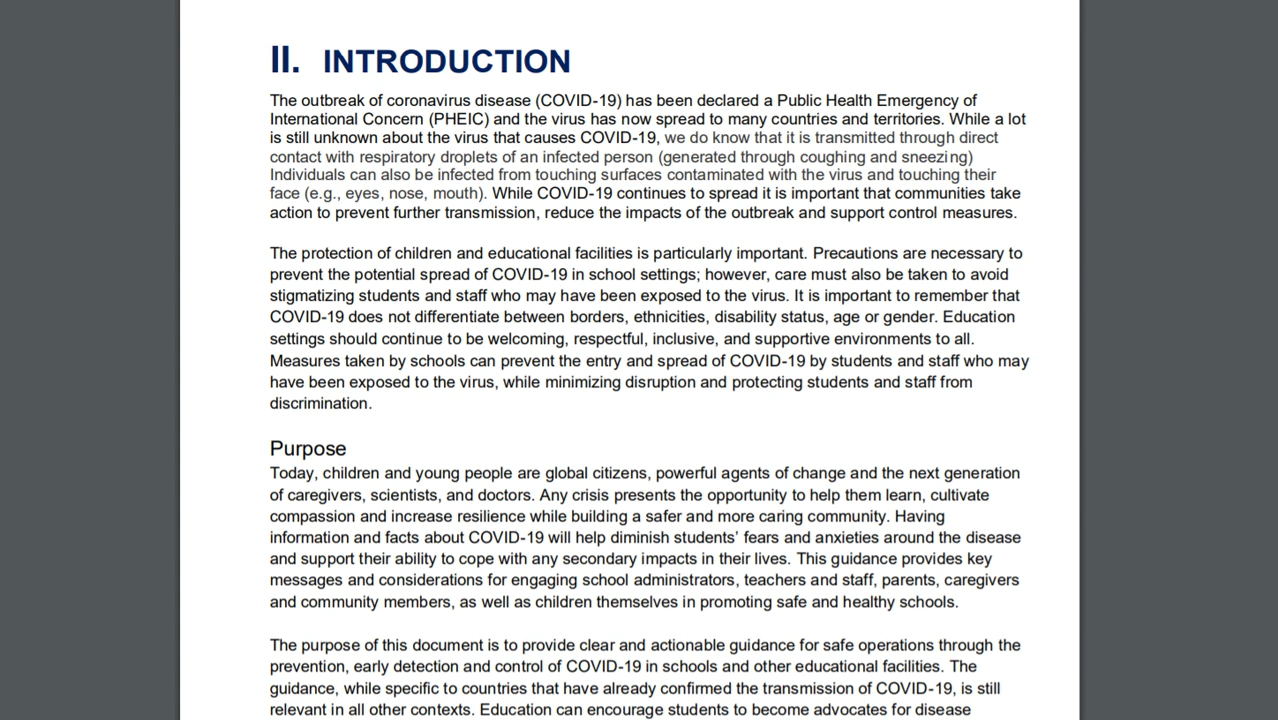 II. INTRODUCTION
The outbreak of coronavirus disease (COVID-19) has been declared a Public Health Emergency of
International Concern (PHEIC) and the virus has now spread to many countries and territories. While a lot
is still unknown about the virus that causes COVID-19, we do know that it is transmitted through direct
contact with respiratory droplets of an infected person (generated through coughing and sneezing)
Individuals can also be infected from touching surfaces contaminated with the virus and touching their
face (e.g., eyes, nose, mouth). While COVID-19 continues to spread it is important that communities take
action to prevent further transmission, reduce the impacts of the outbreak and support control measures.
The protection of children and educational facilities is particularly important. Precautions are necessary to
prevent the potential spread of COVID-19 in school settings; however, care must also be taken to avoid
stigmatizing students and staff who may have been exposed to the virus. It is important to remember that
COVID-19 does not differentiate between borders, ethnicities, disability status, age or gender. Education
settings should continue to be welcoming, respectful, inclusive, and supportive environments to all.
Measures taken by schools can prevent the entry and spread of COVID-19 by students and staff who may
have been exposed to the virus, while minimizing disruption and protecting students and staff from
discrimination.
Purpose
Today, children and young people are global citizens, powerful agents of change and the next generation
of caregivers, scientists, and doctors. Any crisis presents the opportunity to help them learn, cultivate
compassion and increase resilience while building a safer and more caring community. Having
information and facts about COVID-19 will help diminish students’ fears and anxieties around the disease
and support their ability to cope with any secondary impacts in their lives. This guidance provides key
messages and considerations for engaging school administrators, teachers and staff, parents, caregivers
and community members, as well as children themselves in promoting safe and healthy schools.
The purpose of this document is to provide clear and actionable guidance for safe operations through the
prevention, early detection and control of COVID-19 in schools and other educational facilities. The
guidance, while specific to countries that have already confirmed the transmission of COVID-19, is still
relevant in all other contexts. Education can encourage students to become advocates for disease